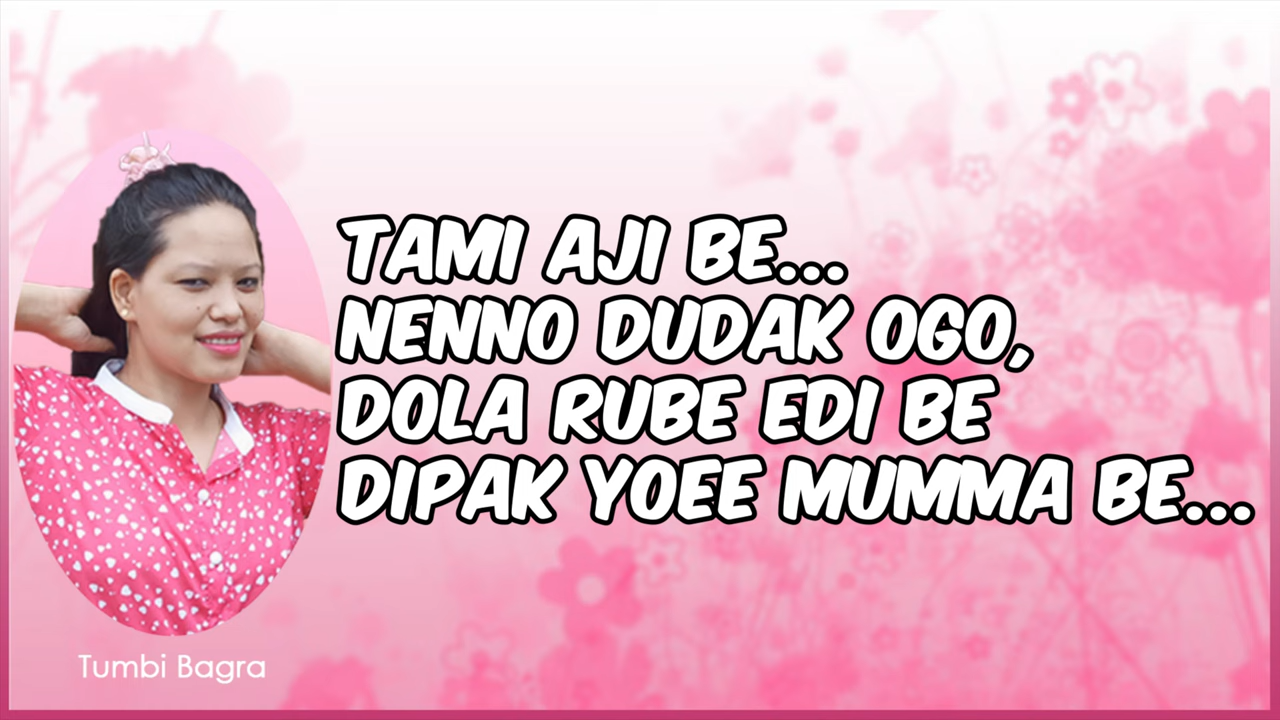 TAMI AJI BE...
NENNO DUDAK OGO,
DOLA RUBE EDI BE
DIPAK YOEE MUMMA BE...
Tumbi Bagra